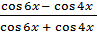 cos 6x − cos 4x
cos 6x + cos 4x